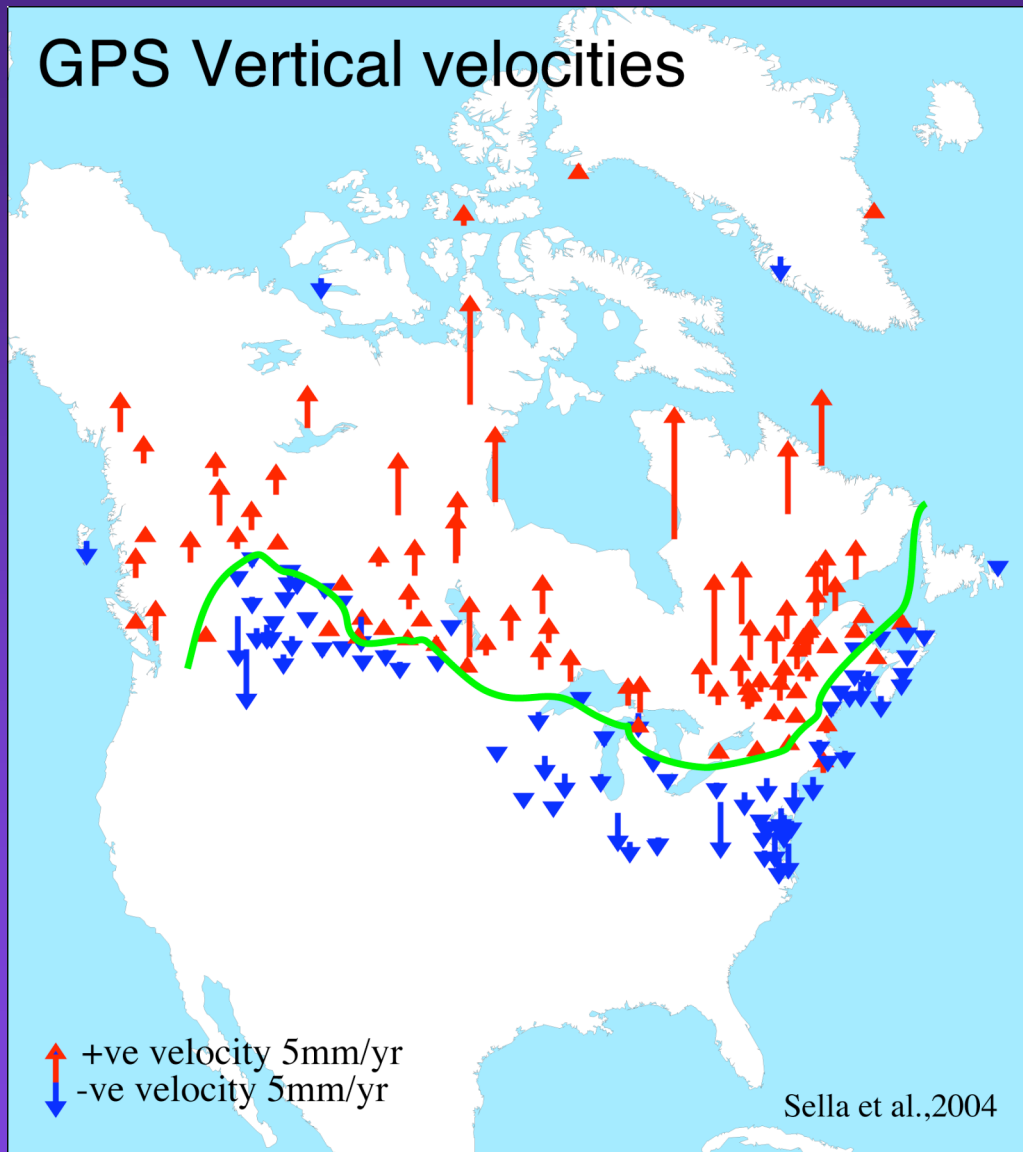 GPS Vertical velocities
+ve velocity 5mm/yr
-ve velocity 5mm/yr
Sella et al.,2004